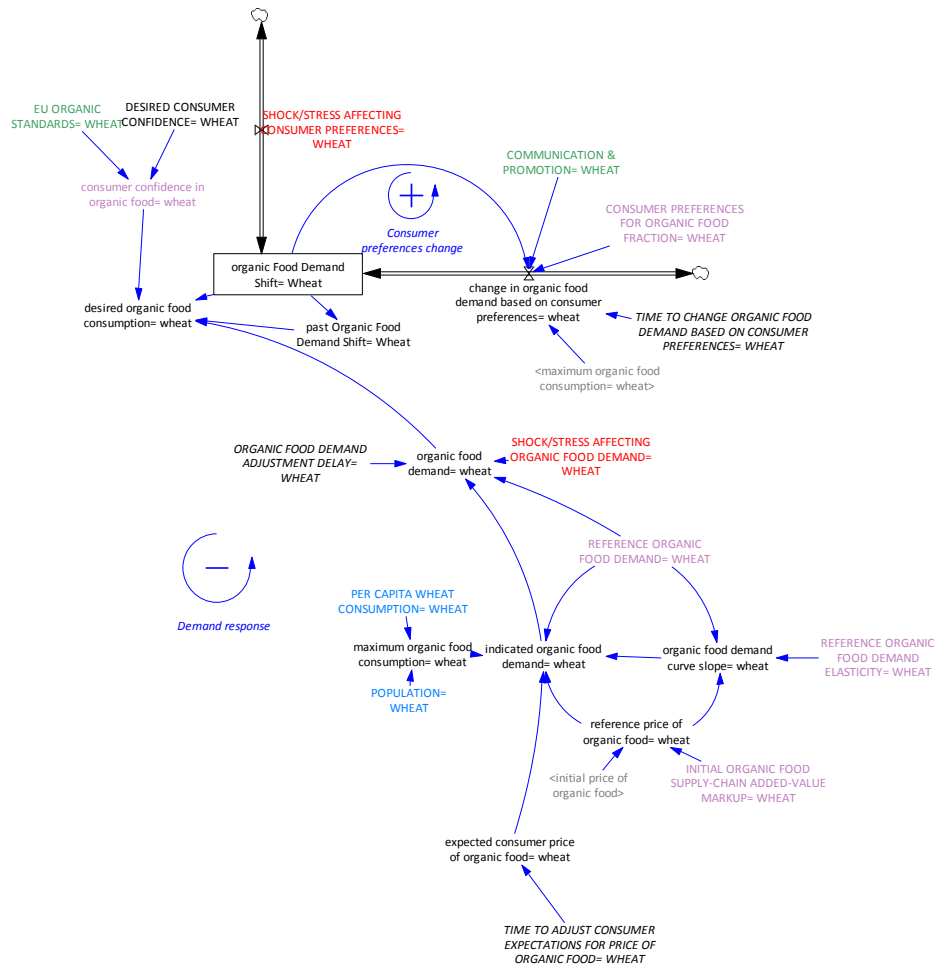 EU ORGANIC
STANDARDS= WHEAT
DESIRED CONSUMER
CONFIDENCE= WHEAT
SHOCK/STRESS AFFECTING
CONSUMER PREFERENCES=
WHEAT
COMMUNICATION &
PROMOTION= WHEAT
consumer confidence in
organic food= wheat
+
Consumer
preferences change
CONSUMER PREFERENCES
FOR ORGANIC FOOD
FRACTION= WHEAT
organic Food Demand
Shift= Wheat
change in organic food
demand based on consumer
preferences= wheat
desired organic food
consumption= wheat
past Organic Food
Demand Shift= Wheat
TIME TO CHANGE ORGANIC FOOD
DEMAND BASED ON CONSUMER
PREFERENCES= WHEAT
<maximum organic food
consumption= wheat>
ORGANIC FOOD DEMAND
ADJUSTMENT DELAY=
WHEAT
organic food
demand= wheat
SHOCK/STRESS AFFECTING
ORGANIC FOOD DEMAND=
WHEAT
REFERENCE ORGANIC
FOOD DEMAND= WHEAT
—
Demand response
PER CAPITA WHEAT
CONSUMPTION= WHEAT
maximum organic food
consumption= wheat
indicated organic food
demand= wheat
organic food demand
curve slope= wheat
REFERENCE ORGANIC
FOOD DEMAND
ELASTICITY= WHEAT
POPULATION=
WHEAT
reference price of
organic food= wheat
<initial price of
organic food>
INITIAL ORGANIC FOOD
SUPPLY-CHAIN ADDED-VALUE
MARKUP= WHEAT
expected consumer price
of organic food= wheat
TIME TO ADJUST CONSUMER
EXPECTATIONS FOR PRICE OF
ORGANIC FOOD= WHEAT